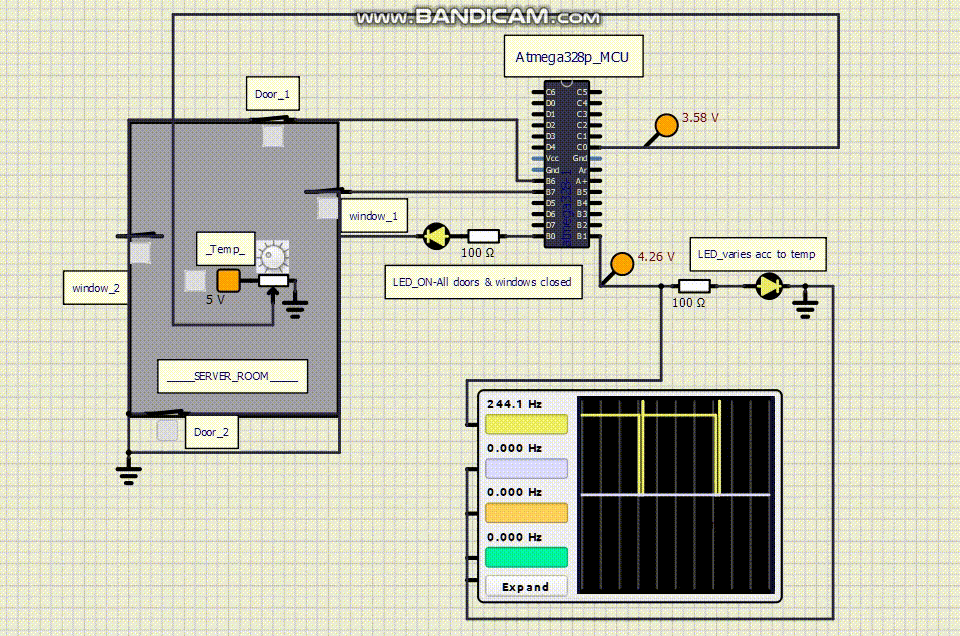 www.BANDICAM.com
Atmega328p_MCU
Door_1
C6 C5
D0 C4
D1 C3
D2 C2
D3 C1
D4 C0
Vcc Gnd
Gnd Ar
B6 A+
B7 B5
D5 B4
D6 B3
D7 B2
B0 B1
atmega328-1
3.58 V
window_1
_Temp_
5 V
window_2
100 Ω
LED_ON-All doors & windows closed
4.26 V
LED_varies acc to temp
100 Ω
_____SERVER_ROOM_____
Door_2
244.1 Hz
0.000 Hz
0.000 Hz
0.000 Hz
Expand